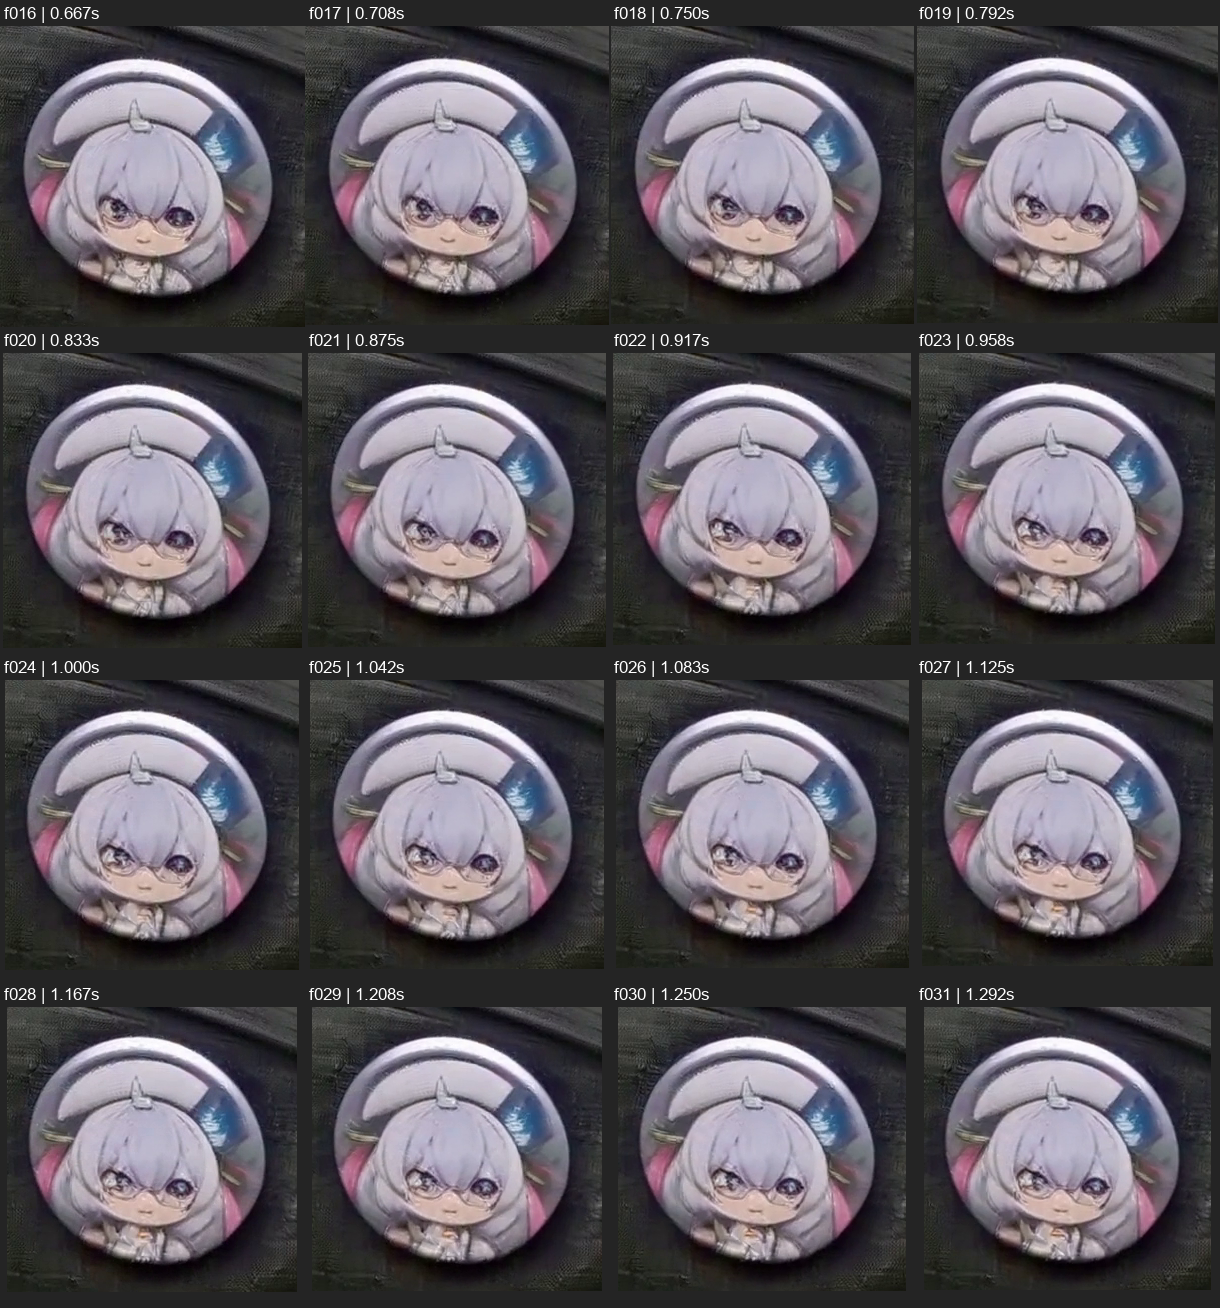 f016 | 0.667s
f017 | 0.708s
f018 | 0.750s
f019 | 0.792s
f020 | 0.833s
f021 | 0.875s
f022 | 0.917s
f023 | 0.958s
f024 | 1.000s
f025 | 1.042s
f026 | 1.083s
f027 | 1.125s
f028 | 1.167s
f029 | 1.208s
f030 | 1.250s
f031 | 1.292s